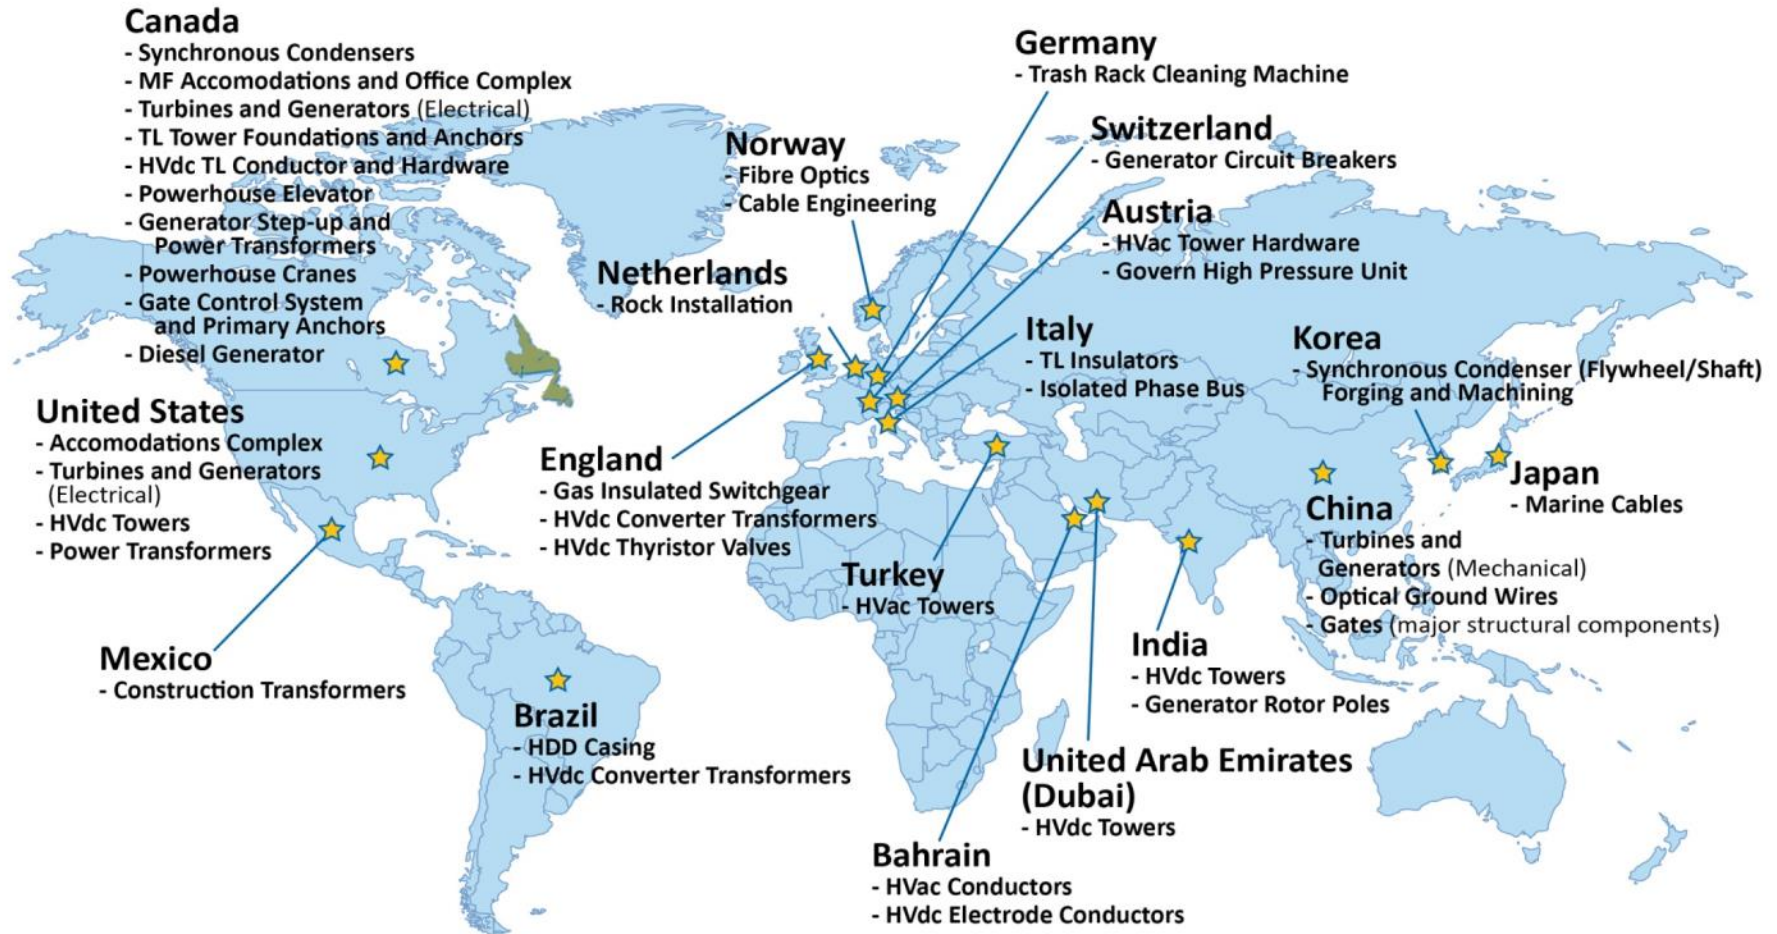 Canada
- Synchronous Condensers
- MF Accomodations and Office Complex
- Turbines and Generators (Electrical)
- TL Tower Foundations and Anchors
- HVdc TL Conductor and Hardware
- Powerhouse Elevator
- Generator Step-up and
Power Transformers
- Powerhouse Cranes
- Gate Control System
and Primary Anchors
- Diesel Generator
United States
- Accomodations Complex
- Turbines and Generators
(Electrical)
- HVdc Towers
- Power Transformers
Mexico
- Construction Transformers
Brazil
- HDD Casing
- HVdc Converter Transformers
Netherlands
- Rock Installation
Norway
- Fibre Optics
- Cable Engineering
England
- Gas Insulated Switchgear
- HVdc Converter Transformers
- HVdc Thyristor Valves
Germany
- Trash Rack Cleaning Machine
Switzerland
- Generator Circuit Breakers
Austria
- HVac Tower Hardware
- Govern High Pressure Unit
Italy
- TL Insulators
- Isolated Phase Bus
Turkey
- HVac Towers
Bahrain
- HVac Conductors
- HVdc Electrode Conductors
United Arab Emirates
(Dubai)
- HVdc Towers
India
- HVdc Towers
- Generator Rotor Poles
Korea
- Synchronous Condenser (Flywheel/Shaft)
Forging and Machining
Japan
- Marine Cables
China
- Turbines and
Generators (Mechanical)
- Optical Ground Wires
- Gates (major structural components)